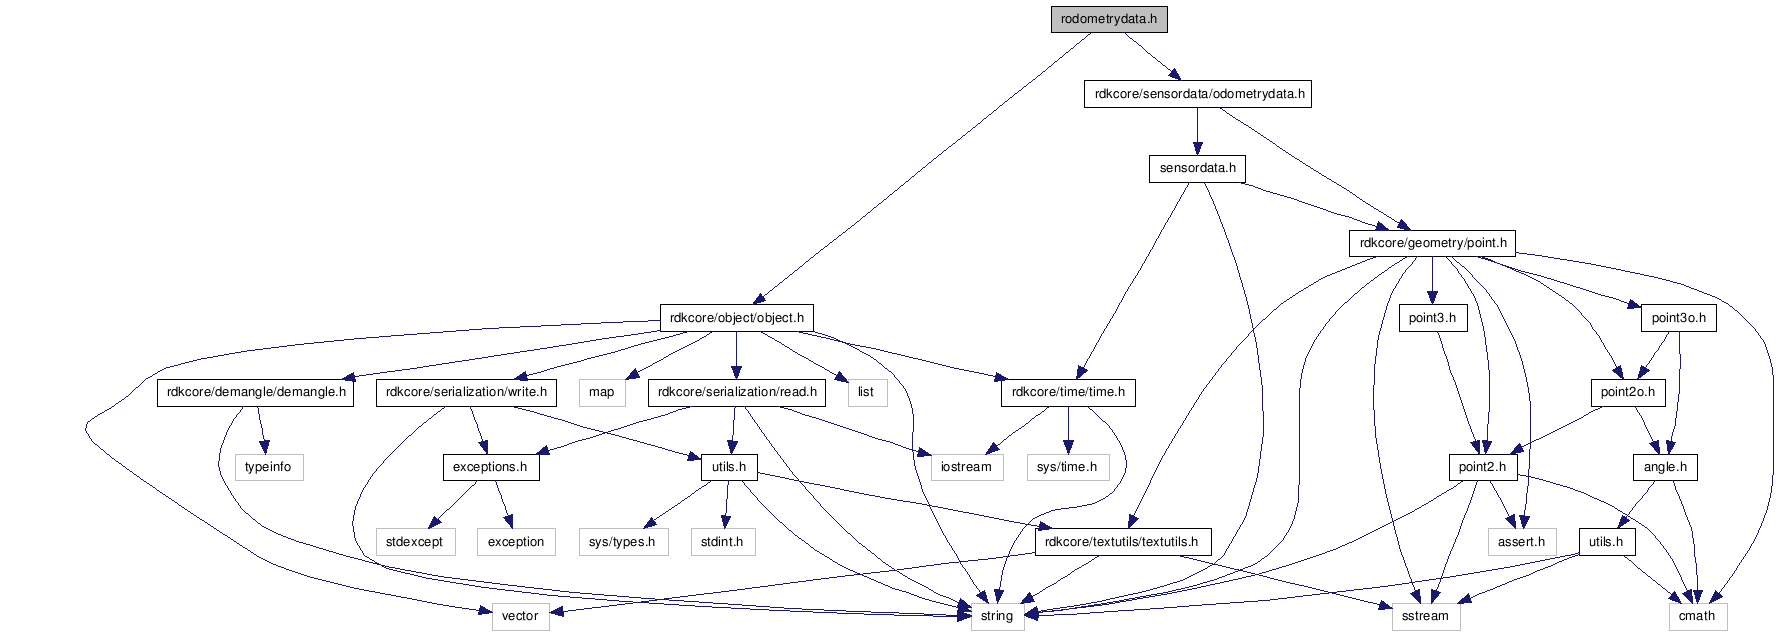 rodometrydata.h
rdkcore/sensordata/odometrydata.h
sensordata.h
rdkcore/geometry/point.h
rdkcore/object/object.h
point3.h
point3o.h
rdkcore/demangle/demangle.h
rdkcore/serialization/write.h
map
rdkcore/serialization/read.h
list
rdkcore/time/time.h
point2o.h
typeinfo
exceptions.h
utils.h
iostream
sys/time.h
point2.h
angle.h
stdexcept
exception
sys/types.h
stdint.h
rdkcore/textutils/textutils.h
assert.h
utils.h
vector
string
sstream
cmath